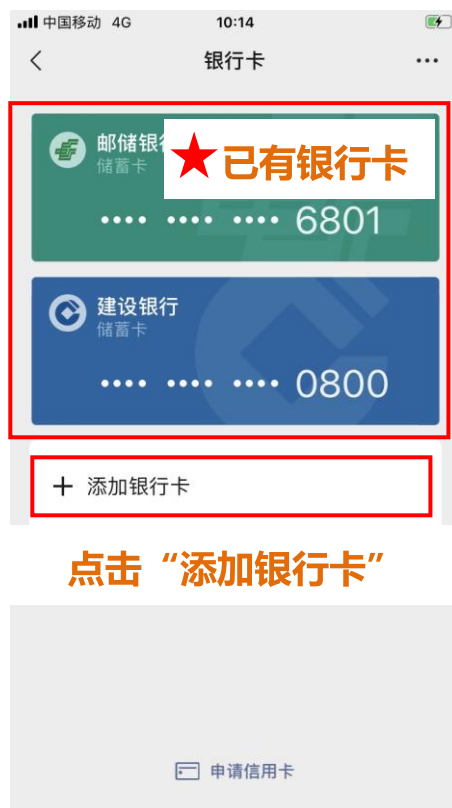 中国移动 4G 10:14
银行卡
邮储银行
储蓄卡
★已有银行卡
•••• •••• •••• 6801
建设银行
储蓄卡
•••• •••• •••• 0800
+ 添加银行卡
点击“添加银行卡”
申请信用卡